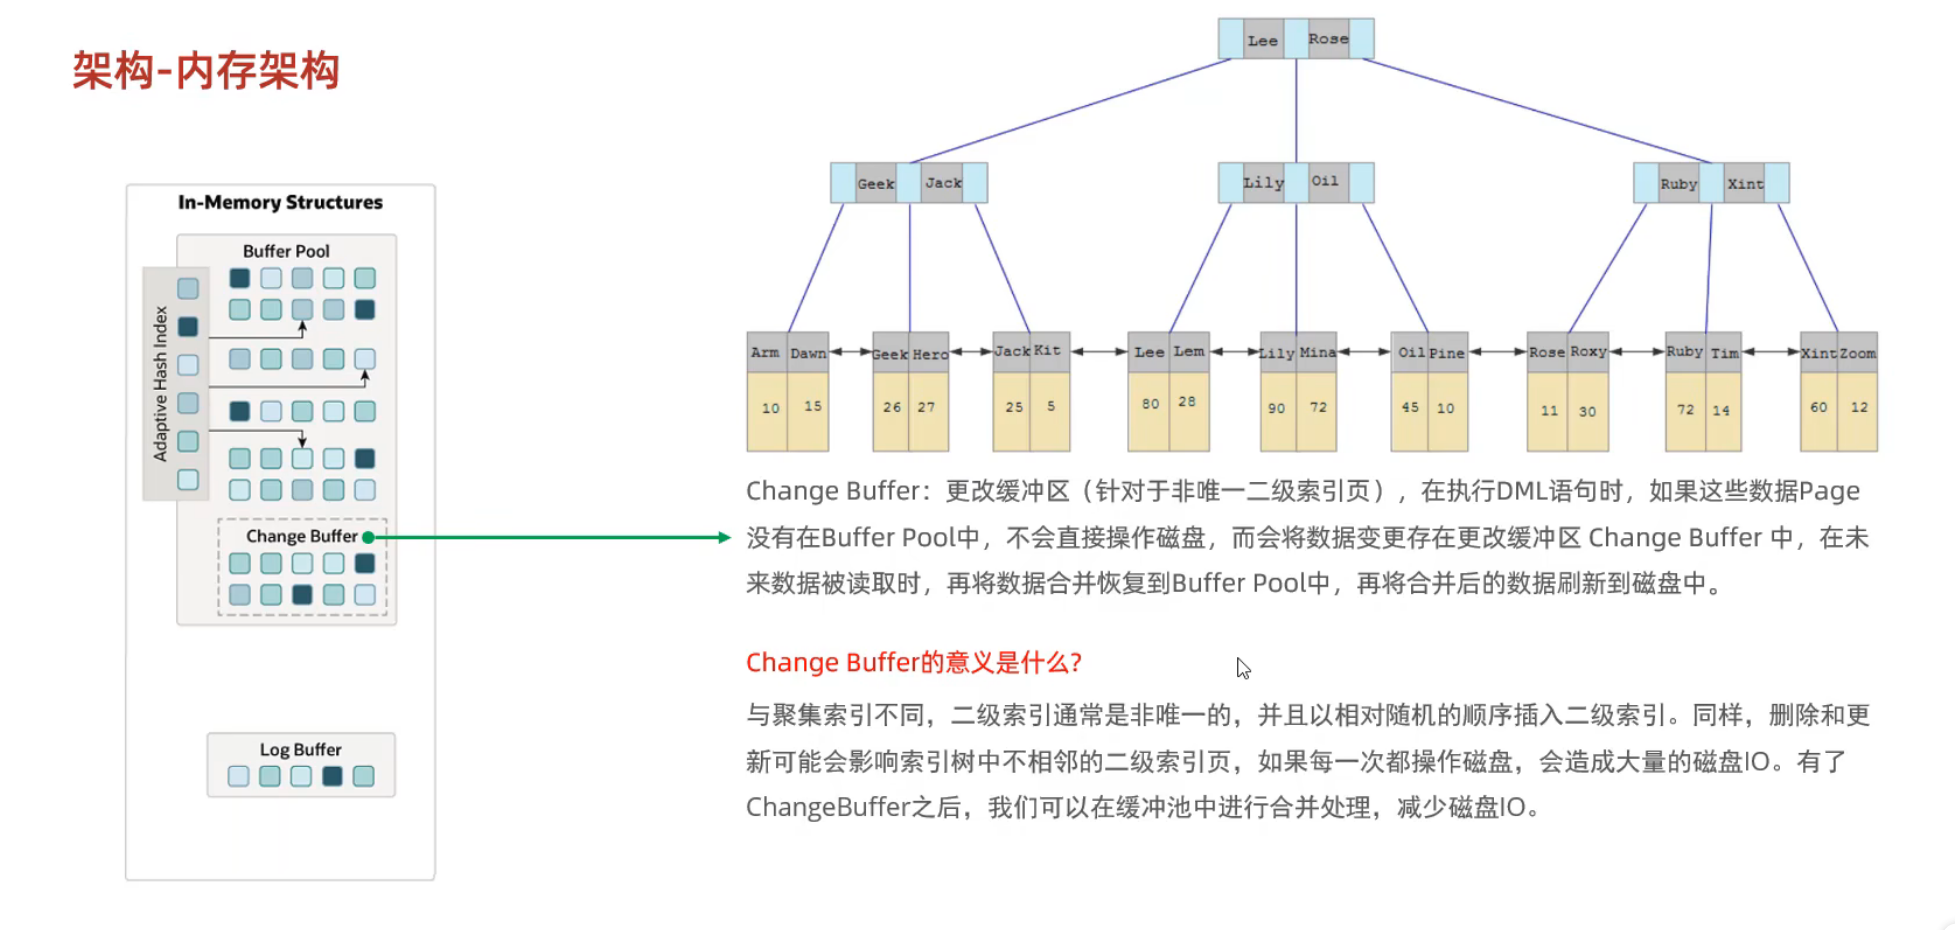 架构-内存架构
In-Memory Structures
Buffer Pool
Adaptive Hash Index
Change Buffer
Log Buffer
Lee Rose
Geek Jack
Lily Oil
Ruby Xint
Arm Dawn Geek Hero Jack Kit Lee Lem Lily Mina Oil Pine Rose Roxy Ruby Tim Xint Zoom
10 15 26 27 25 5 80 28 90 72 45 10 11 30 72 14 60 12
Change Buffer：更改缓冲区（针对于非唯一二级索引页），在执行DML语句时，如果这些数据Page
没有在Buffer Pool中，不会直接操作磁盘，而会将数据变更存在更改缓冲区 Change Buffer 中，在未
来数据被读取时，再将数据合并恢复到Buffer Pool中，再将合并后的数据刷新到磁盘中。
Change Buffer的意义是什么?
与聚集索引不同，二级索引通常是非唯一的，并且以相对随机的顺序插入二级索引。同样，删除和更
新可能会影响索引树中不相邻的二级索引页，如果每一次都操作磁盘，会造成大量的磁盘IO。有了
ChangeBuffer之后，我们可以在缓冲池中进行合并处理，减少磁盘IO。